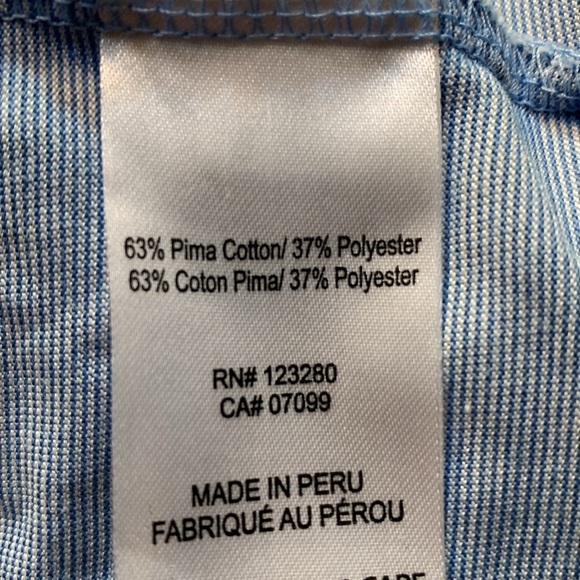 63% Pima Cotton/ 37% Polyester
63% Coton Pima/ 37% Polyester
RN# 123280
CA# 07099
MADE IN PERU
FABRIQUÉ AU PÉROU
CARE